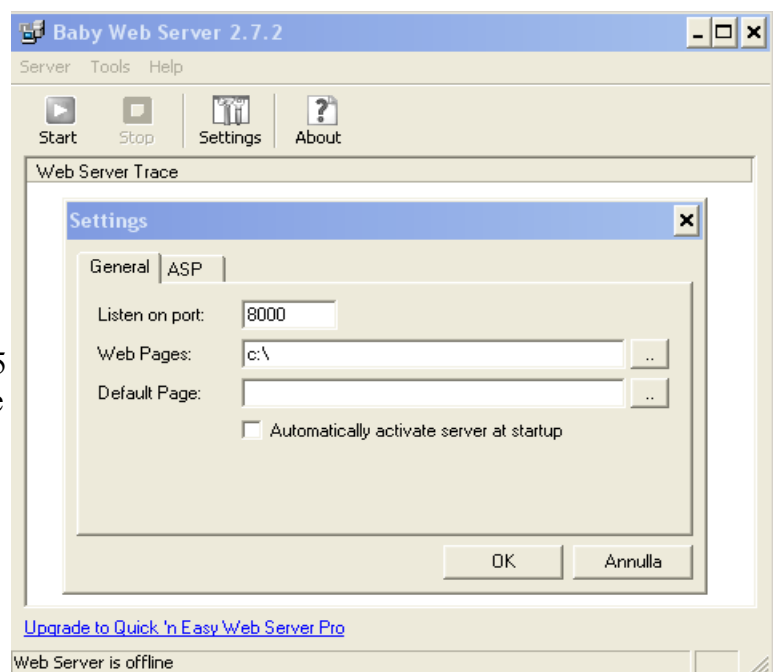 Baby Web Server 2.7.2
Server Tools Help
Start Stop Settings About
Web Server Trace
Settings
General ASP
Listen on port: 8000
5
Web Pages: c:\ ..
e
Default Page: ..
Automatically activate server at startup
OK Annulla
Upgrade to Quick 'n Easy Web Server Pro
Web Server is offline